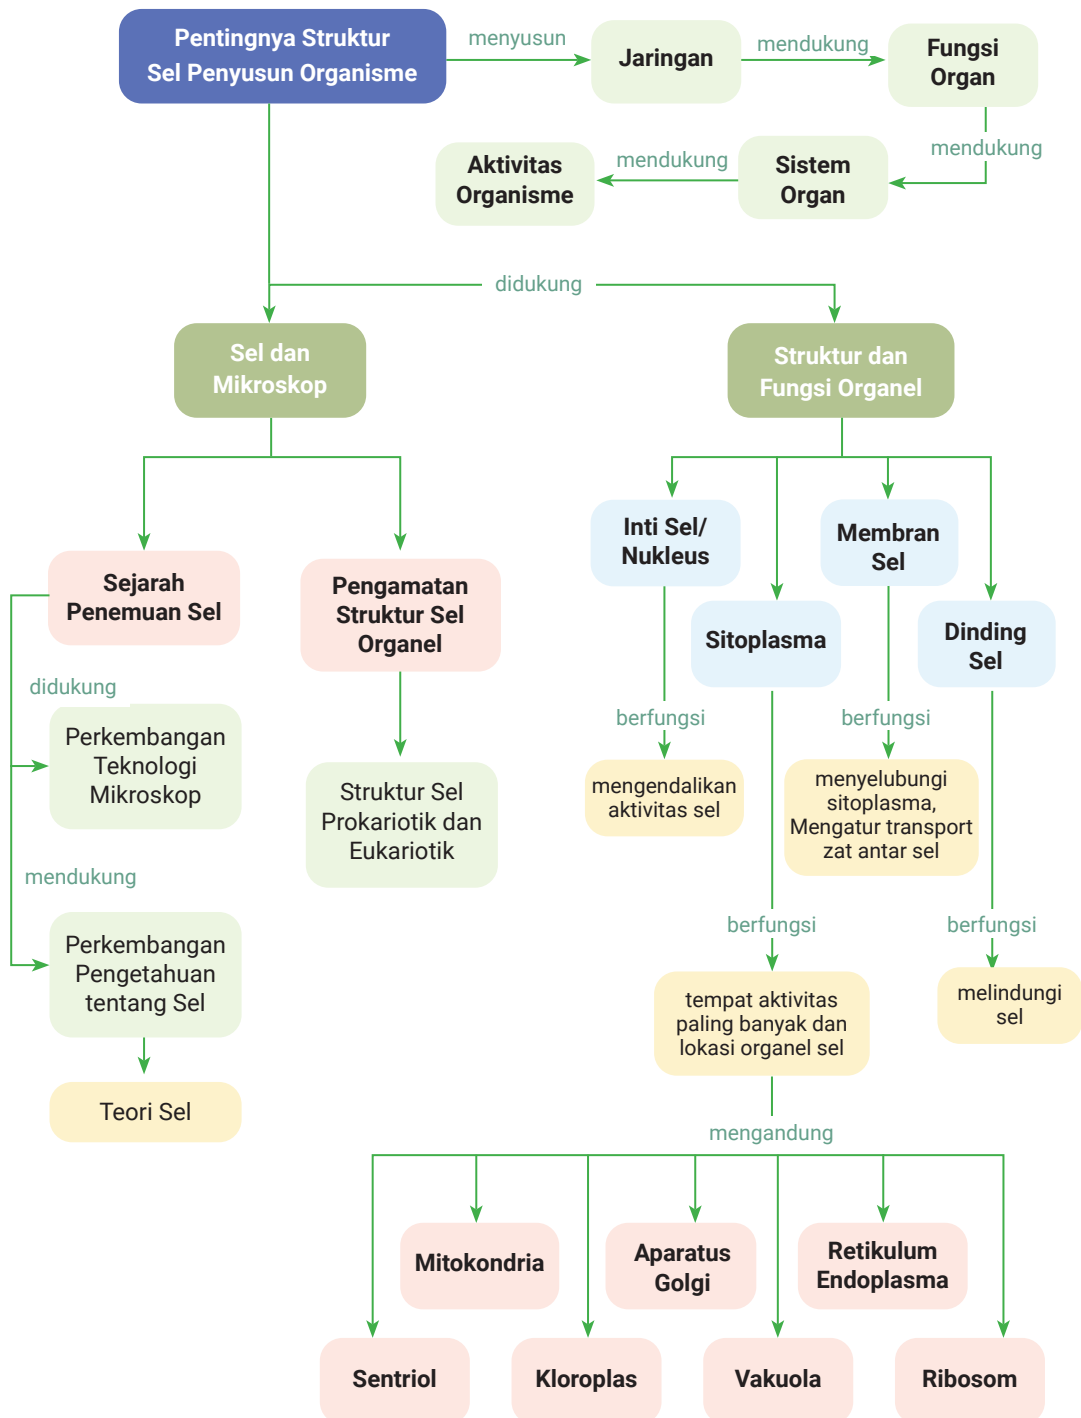 Pentingnya Struktur
Sel Penyusun Organisme
menyusun
Jaringan
mendukung
Fungsi
Organ
mendukung
Sistem
Organ
mendukung
Aktivitas
Organisme
didukung
Sel dan
Mikroskop
Struktur dan
Fungsi Organel
Sejarah
Penemuan Sel
Pengamatan
Struktur Sel
Organel
didukung
Perkembangan
Teknologi
Mikroskop
mendukung
Perkembangan
Pengetahuan
tentang Sel
Teori Sel
Struktur Sel
Prokariotik dan
Eukariotik
Inti Sel/
Nukleus
Sitoplasma
Membran
Sel
Dinding
Sel
berfungsi
mengendalikan
aktivitas sel
berfungsi
menyelubungi
sitoplasma,
Mengatur transport
zat antar sel
berfungsi
tempat aktivitas
paling banyak dan
lokasi organel sel
berfungsi
melindungi
sel
mengandung
Mitokondria
Aparatus
Golgi
Retikulum
Endoplasma
Sentriol
Kloroplas
Vakuola
Ribosom